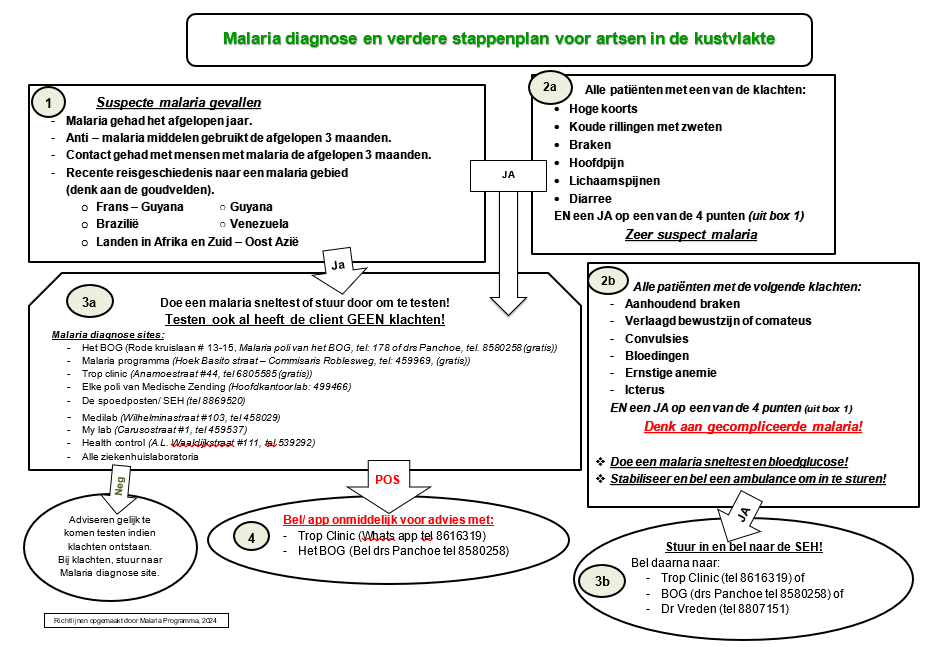 Malaria diagnose en verdere stappenplan voor artsen in de kustvlakte
1
Suspecte malaria gevallen
- Malaria gehad het afgelopen jaar.
- Anti – malaria middelen gebruikt de afgelopen 3 maanden.
- Contact gehad met mensen met malaria de afgelopen 3 maanden.
- Recente reisgeschiedenis naar een malaria gebied
(denk aan de goudvelden).
o Frans – Guyana ○ Guyana
o Brazilië ○ Venezuela
o Landen in Afrika en Zuid – Oost Azië
Ja
JA
2a
Alle patiënten met een van de klachten:
• Hoge koorts
• Koude rillingen met zweten
• Braken
• Hoofdpijn
• Lichaamspijnen
• Diarree
EN een JA op een van de 4 punten (uit box 1)
Zeer suspect malaria
3a
Doe een malaria sneltest of stuur door om te testen!
Testen ook al heeft de client GEEN klachten!
Malaria diagnose sites:
- Het BOG (Rode kruislaan # 13-15, Malaria poli van het BOG, tel: 178 of drs Panchoe, tel. 8580258 (gratis))
- Malaria programma (Hoek Basito straat – Commisaris Roblesweg, tel: 459969, (gratis))
- Trop clinic (Anamoestraat #44, tel 6805585 (gratis))
- Elke poli van Medische Zending (Hoofdkantoor lab: 499466)
- De spoedposten/ SEH (tel 8869520)
- Medilab (Wilhelminastraat #103, tel 458029)
- My lab (Carusostraat #1, tel 459537)
- Health control (A.L. Waaldijkstraat #111, tel 539292)
- Alle ziekenhuislaboratoria
2b
Alle patiënten met de volgende klachten:
- Aanhoudend braken
- Verlaagd bewustzijn of comateus
- Convulsies
- Bloedingen
- Ernstige anemie
- Icterus
EN een JA op een van de 4 punten (uit box 1)
Denk aan gecompliceerde malaria!
❖ Doe een malaria sneltest en bloedglucose!
❖ Stabiliseer en bel een ambulance om in te sturen!
Neg
POS
JA
Adviseren gelijk te
komen testen indien
klachten ontstaan.
Bij klachten, stuur naar
Malaria diagnose site.
4
Bel/ app onmiddelijk voor advies met:
- Trop Clinic (Whats app tel 8616319)
- Het BOG (Bel drs Panchoe tel 8580258)
3b
Stuur in en bel naar de SEH!
Bel daarna naar:
- Trop Clinic (tel 8616319) of
- BOG (drs Panchoe tel 8580258) of
- Dr Vreden (tel 8807151)
Richtlijnen opgemaakt door Malaria Programma, 2024